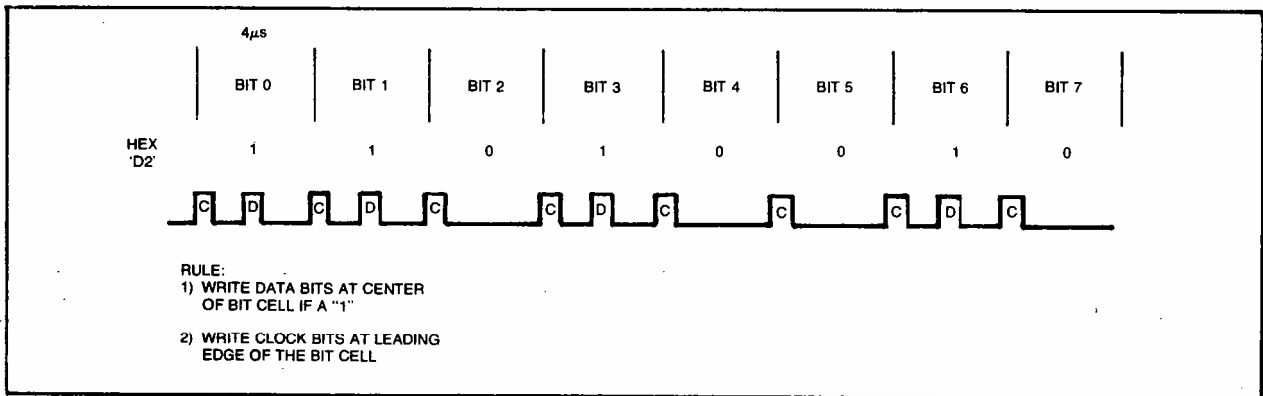 4μs
BIT 0 BIT 1 BIT 2 BIT 3 BIT 4 BIT 5 BIT 6 BIT 7
HEX
'D2'
1 1 0 1 0 0 1 0
C D C D C C D C C C D C
RULE:
1) WRITE DATA BITS AT CENTER
OF BIT CELL IF A "1"
2) WRITE CLOCK BITS AT LEADING
EDGE OF THE BIT CELL